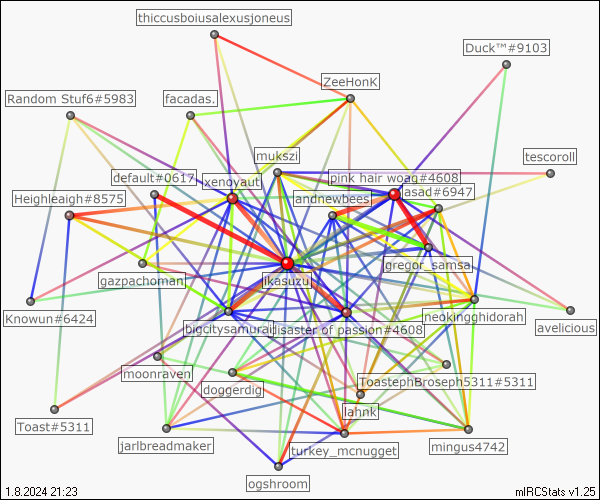 thiccusboiusalexusjoneus
Duck™#9103
ZeeHonK
Random Stuf6#5983
facadas.
mukszi
tescoroll
default#0617
xenoyaut
pink hair woag#4608
Heighleaigh#8575
andnewbees
asad#6947
gregor_samsa
gazpachoman
ikasuzu
Knowun#6424
bigcitysamurai
disaster of passion#4608
neokingghidorah
avelicious
moonraven
doggerdig
ToastephBroseph5311#5311
lahnk
Toast#5311
jarlbreadmaker
turkey_mcnugget
mingus4742
ogshroom
1.8.2024 21:23
mIRCStats v1.25